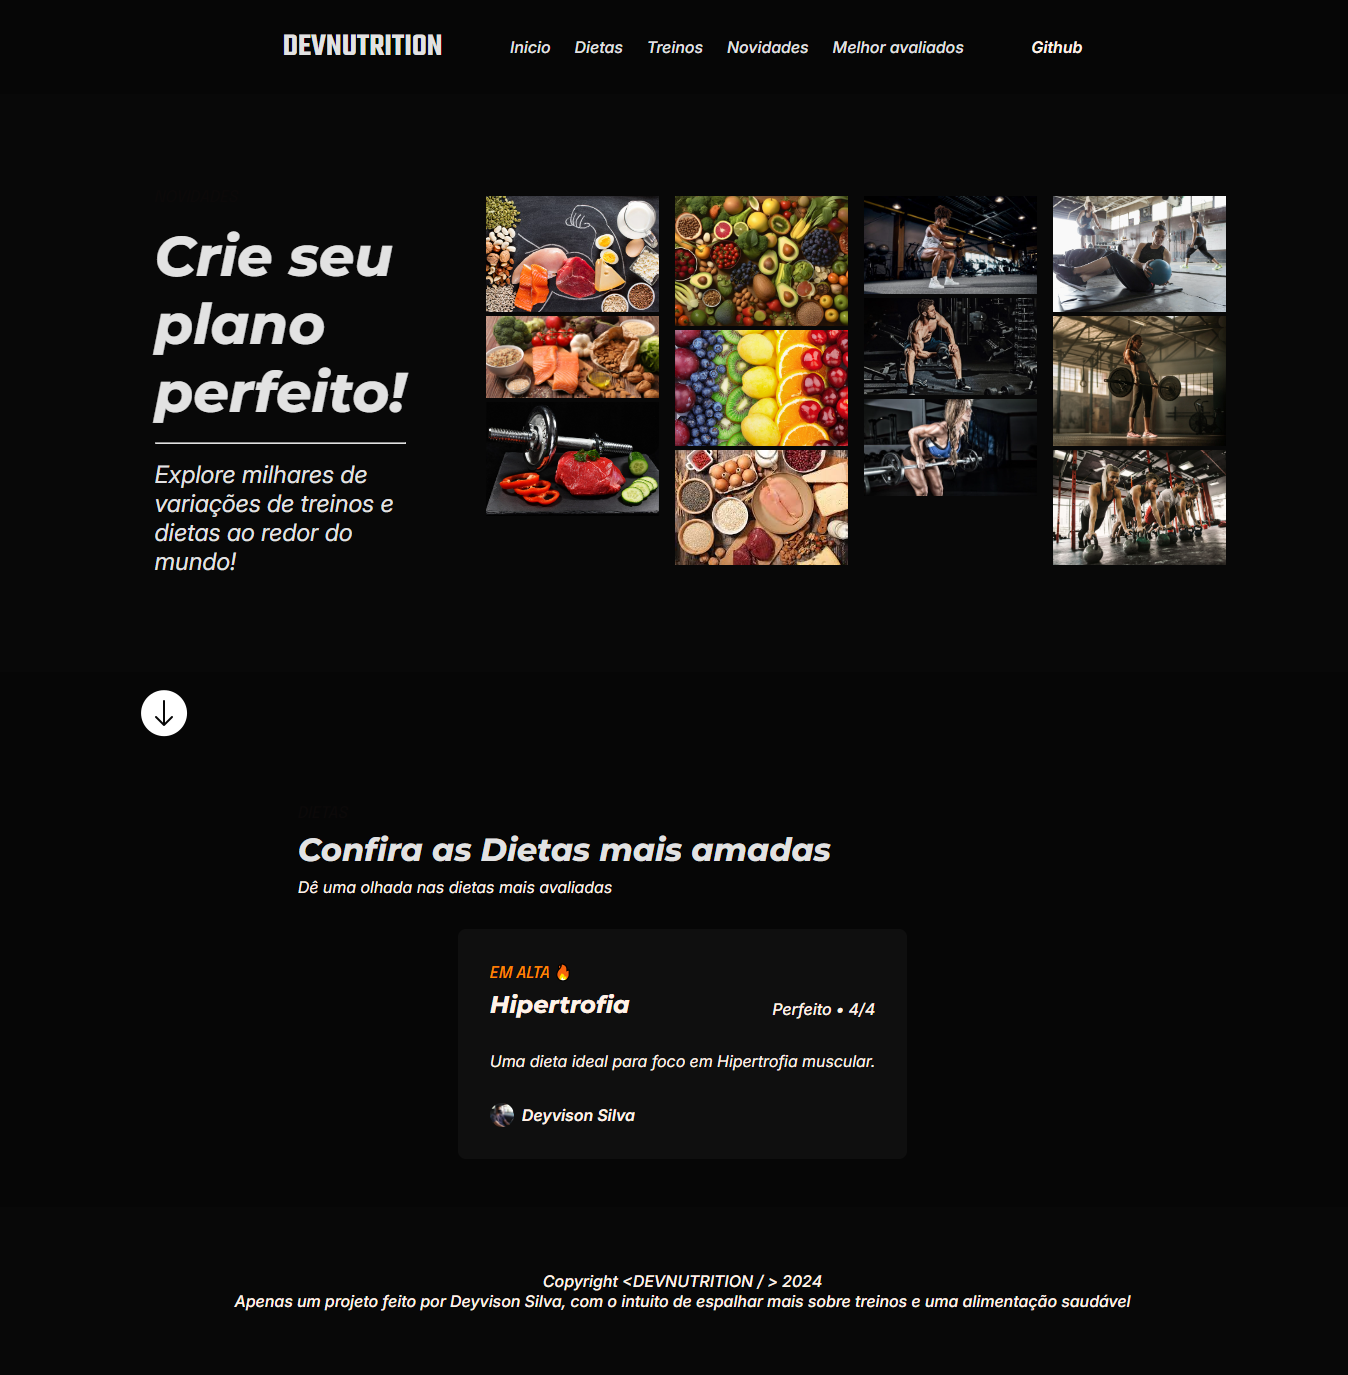 DEVNUTRITION
Inicio Dietas Treinos Novidades Melhor avaliados Github
Crie seu
plano
perfeito!
Explore milhares de
variações de treinos e
dietas ao redor do
mundo!
DIETAS
Confira as Dietas mais amadas
Dê uma olhada nas dietas mais avaliadas
EM ALTA 🔥
Hipertrofia
Perfeito • 4/4
Uma dieta ideal para foco em Hipertrofia muscular.
Deyvison Silva
Copyright <DEVNUTRITION / > 2024
Apenas um projeto feito por Deyvison Silva, com o intuito de espalhar mais sobre treinos e uma alimentação saudável